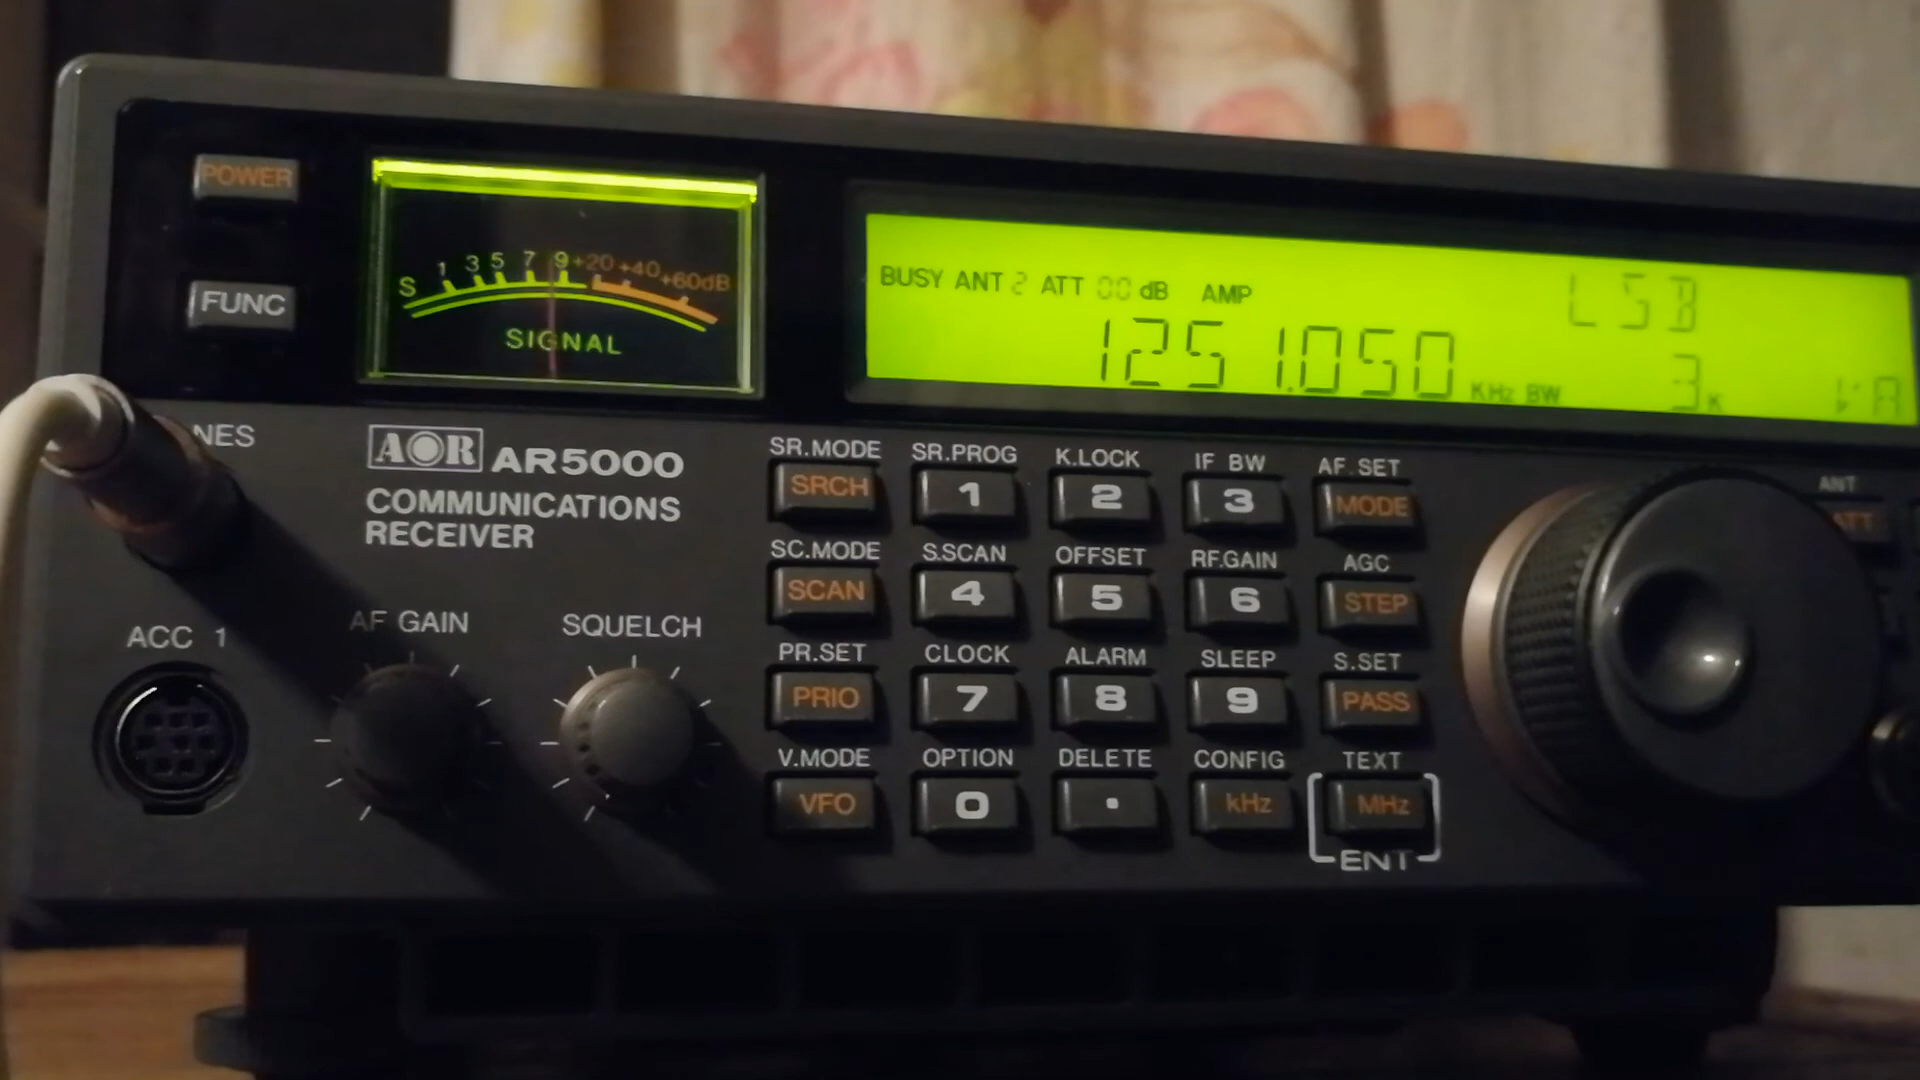 POWER
FUNC
S 1 3 5 7 9 +20 +40 +60dB
SIGNAL
BUSY ANT 2 ATT 00 dB AMP LSB
1251.050 KHz BW 3 K
NES
AOR AR5000
COMMUNICATIONS
RECEIVER
ACC 1
AF GAIN
SQUELCH
SR.MODE SR.PROG K.LOCK IF BW AF.SET
SRCH 1 2 3 MODE
SC.MODE S.SCAN OFFSET RF.GAIN AGC
SCAN 4 5 6 STEP
PR.SET CLOCK ALARM SLEEP S.SET
PRIO 7 8 9 PASS
V.MODE OPTION DELETE CONFIG TEXT
VFO 0 . kHz MHz
ENT
ANT
ATT